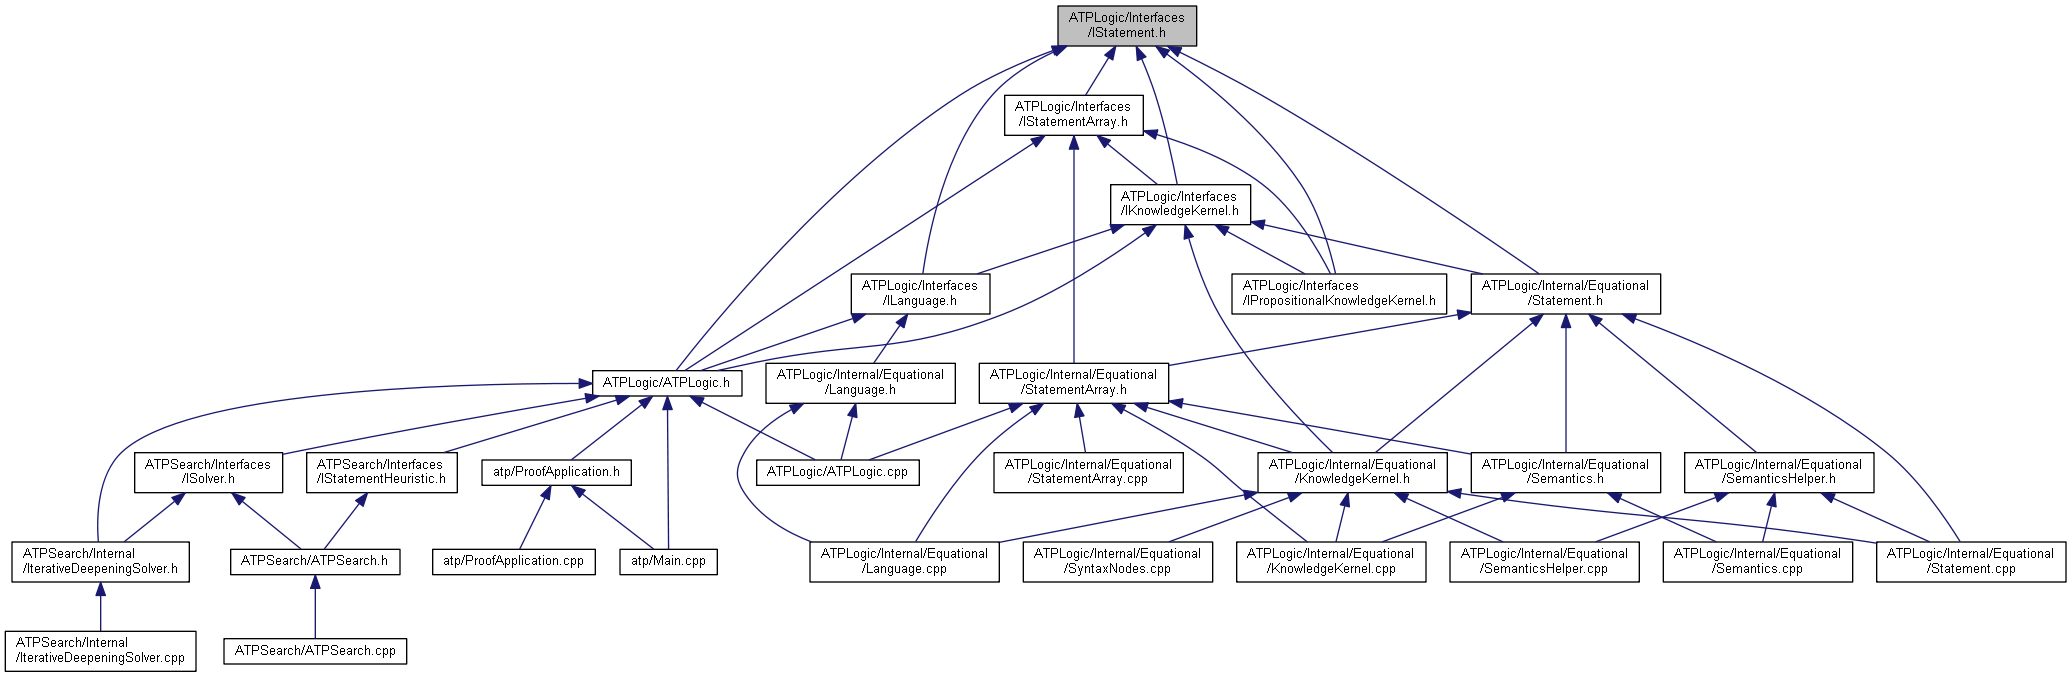 ATPLogic/Interfaces
/IStatement.h
ATPLogic/Interfaces
/IStatementArray.h
ATPLogic/Interfaces
/IKnowledgeKernel.h
ATPLogic/Interfaces
/ILanguage.h
ATPLogic/Interfaces
/IPropositionalKnowledgeKernel.h
ATPLogic/Internal/Equational
/Statement.h
ATPLogic/ATPLogic.h
ATPLogic/Internal/Equational
/Language.h
ATPLogic/Internal/Equational
/StatementArray.h
ATPSearch/Interfaces
/ISolver.h
ATPSearch/Interfaces
/IStatementHeuristic.h
atp/ProofApplication.h
ATPLogic/ATPLogic.cpp
ATPLogic/Internal/Equational
/StatementArray.cpp
ATPLogic/Internal/Equational
/KnowledgeKernel.h
ATPLogic/Internal/Equational
/Semantics.h
ATPLogic/Internal/Equational
/SemanticsHelper.h
ATPSearch/Internal
/IterativeDeepeningSolver.h
ATPSearch/ATPSearch.h
atp/ProofApplication.cpp
atp/Main.cpp
ATPLogic/Internal/Equational
/Language.cpp
ATPLogic/Internal/Equational
/SyntaxNodes.cpp
ATPLogic/Internal/Equational
/KnowledgeKernel.cpp
ATPLogic/Internal/Equational
/SemanticsHelper.cpp
ATPLogic/Internal/Equational
/Semantics.cpp
ATPLogic/Internal/Equational
/Statement.cpp
ATPSearch/Internal
/IterativeDeepeningSolver.cpp
ATPSearch/ATPSearch.cpp